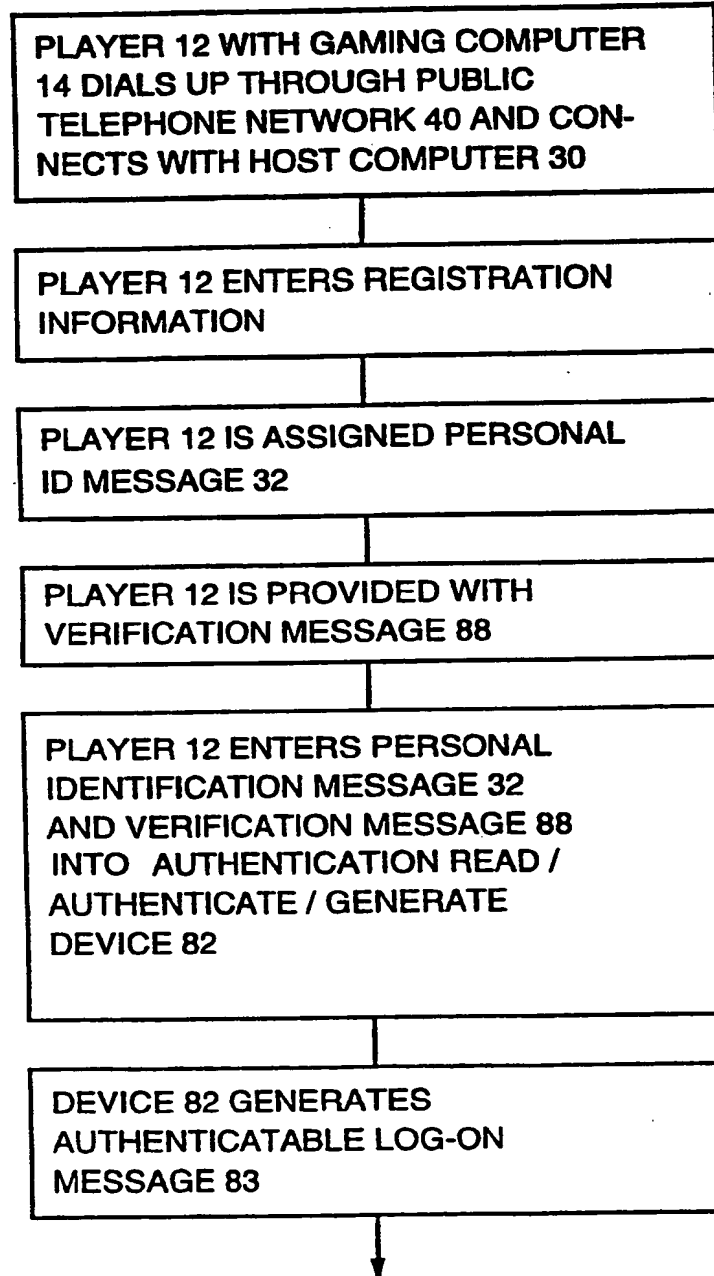 PLAYER 12 WITH GAMING COMPUTER
14 DIALS UP THROUGH PUBLIC
TELEPHONE NETWORK 40 AND CON-
NECTS WITH HOST COMPUTER 30
PLAYER 12 ENTERS REGISTRATION
INFORMATION
PLAYER 12 IS ASSIGNED PERSONAL
ID MESSAGE 32
PLAYER 12 IS PROVIDED WITH
VERIFICATION MESSAGE 88
PLAYER 12 ENTERS PERSONAL
IDENTIFICATION MESSAGE 32
AND VERIFICATION MESSAGE 88
INTO AUTHENTICATION READ /
AUTHENTICATE / GENERATE
DEVICE 82
DEVICE 82 GENERATES
AUTHENTICATABLE LOG-ON
MESSAGE 83